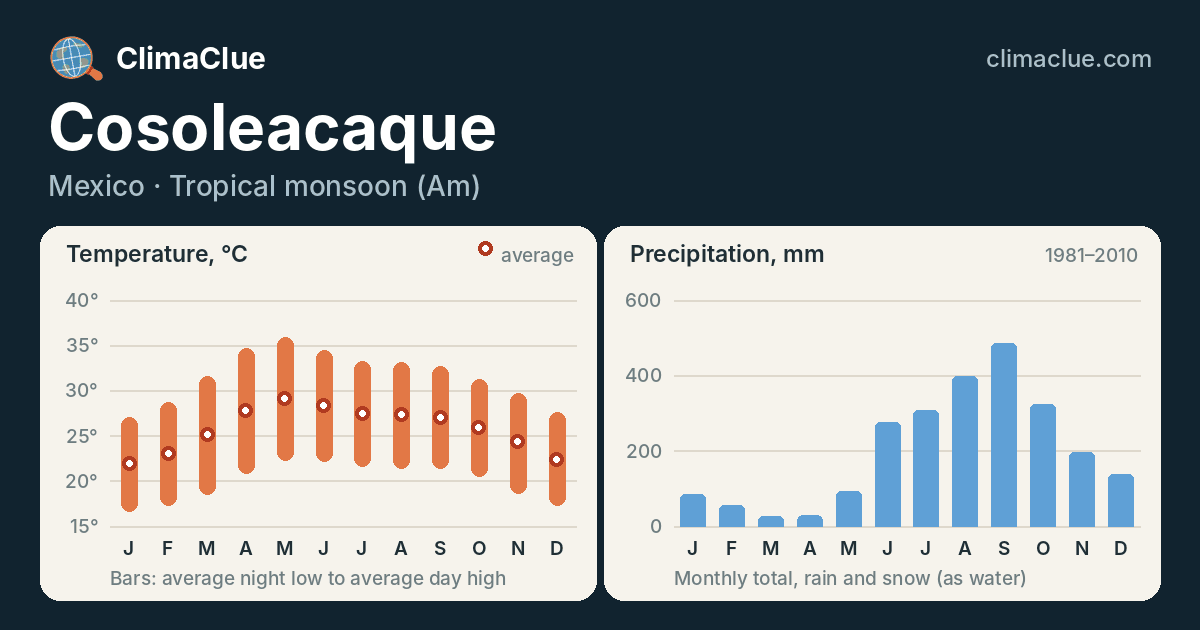 ClimaClue
climaclue.com
Cosoleacaque
Mexico · Tropical monsoon (Am)
Temperature, °C
average
40°
35°
30°
25°
20°
15°
J F M A M J J A S O N D
Bars: average night low to average day high
Precipitation, mm
1981–2010
600
400
200
0
J F M A M J J A S O N D
Monthly total, rain and snow (as water)